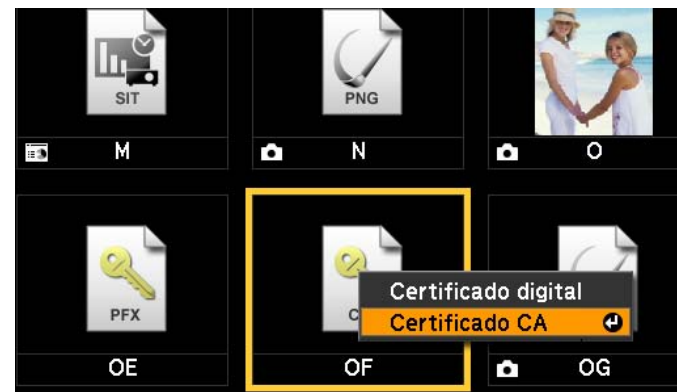 SIT
PNG
M
N
O
PFX
C
Certificado digital
Certificado CA
OE
OF
OG